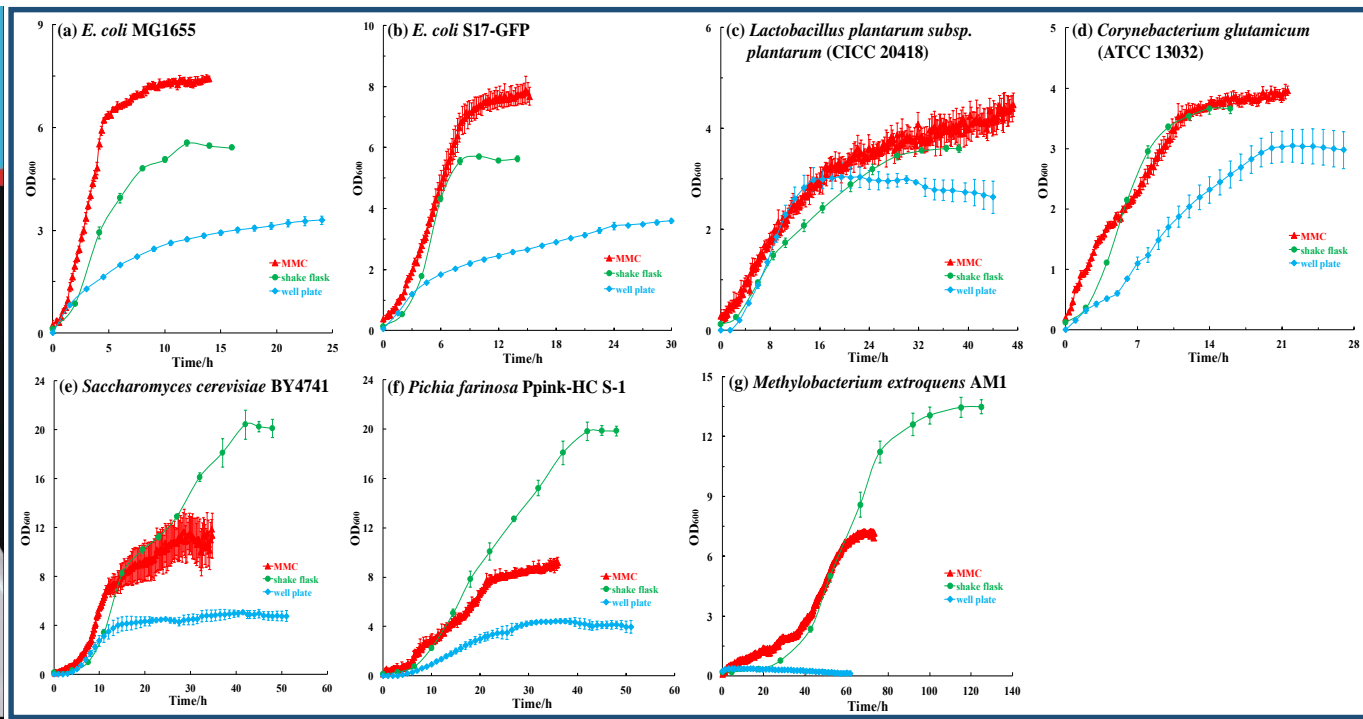 (a) E. coli MG1655
OD600
9
6
3
0
0 5 10 15 20 25
Time/h
MMC
shake flask
well plate
(b) E. coli S17-GFP
OD600
10
8
6
4
2
0
0 6 12 18 24 30
Time/h
MMC
shake flask
well plate
(c) Lactobacillus plantarum subsp.
plantarum (CICC 20418)
OD600
6
4
2
0
0 8 16 24 32 40 48
Time/h
MMC
shake flask
well plate
(d) Corynebacterium glutamicum
(ATCC 13032)
OD600
5
4
3
2
1
0
0 7 14 21 28
Time/h
MMC
shake flask
well plate
(e) Saccharomyces cerevisiae BY4741
OD600
24
20
16
12
8
4
0
0 10 20 30 40 50 60
Time/h
MMC
shake flask
well plate
(f) Pichia farinosa Ppink-HC S-1
OD600
24
20
16
12
8
4
0
0 10 20 30 40 50 60
Time/h
MMC
shake flask
well plate
(g) Methylobacterium extroquens AM1
OD600
15
12
9
6
3
0
0 20 40 60 80 100 120 140
Time/h
MMC
shake flask
well plate